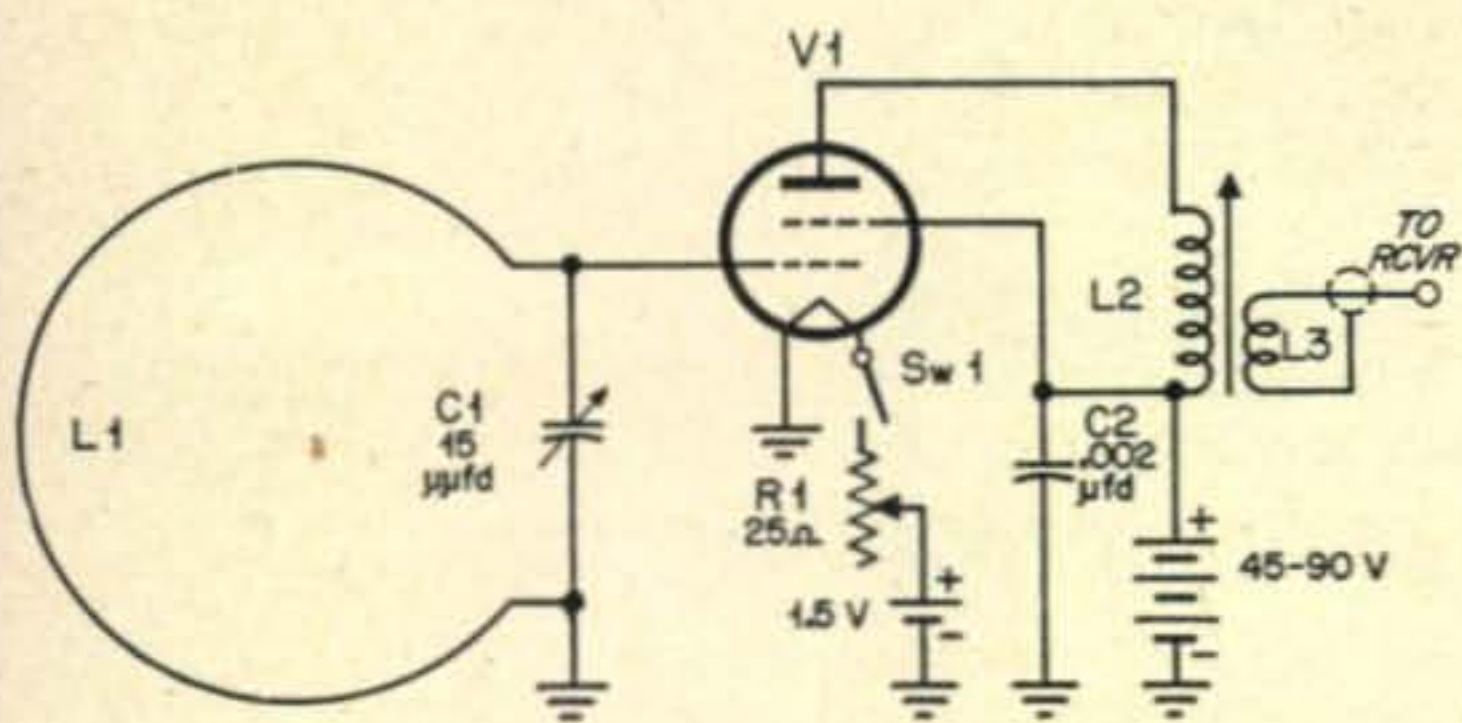 V1
TO
RCVR
L2
L3
Sw 1
L1
C1
15
μμfd
C2
.002
μfd
R1
25Ω
+
1.5 V
-
+
45-90 V
-